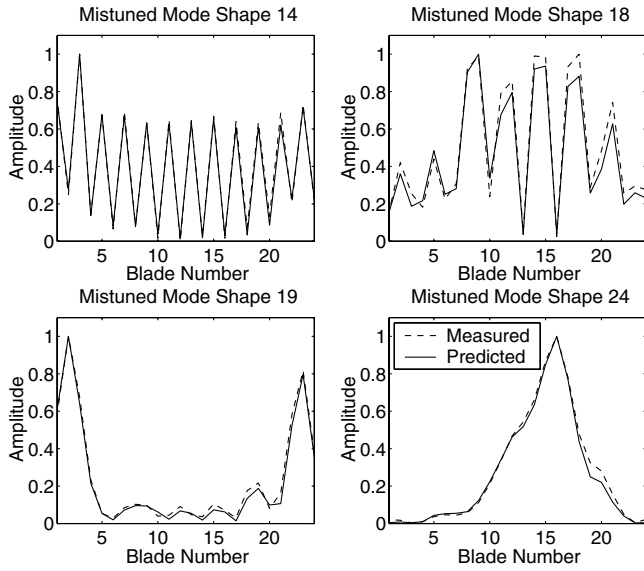 Mistuned Mode Shape 14
1
0.8
0.6
0.4
0.2
0
Amplitude
5 10 15 20
Blade Number
Mistuned Mode Shape 18
1
0.8
0.6
0.4
0.2
0
Amplitude
5 10 15 20
Blade Number
Mistuned Mode Shape 19
1
0.8
0.6
0.4
0.2
0
Amplitude
5 10 15 20
Blade Number
Mistuned Mode Shape 24
Measured
Predicted
1
0.8
0.6
0.4
0.2
0
Amplitude
5 10 15 20
Blade Number